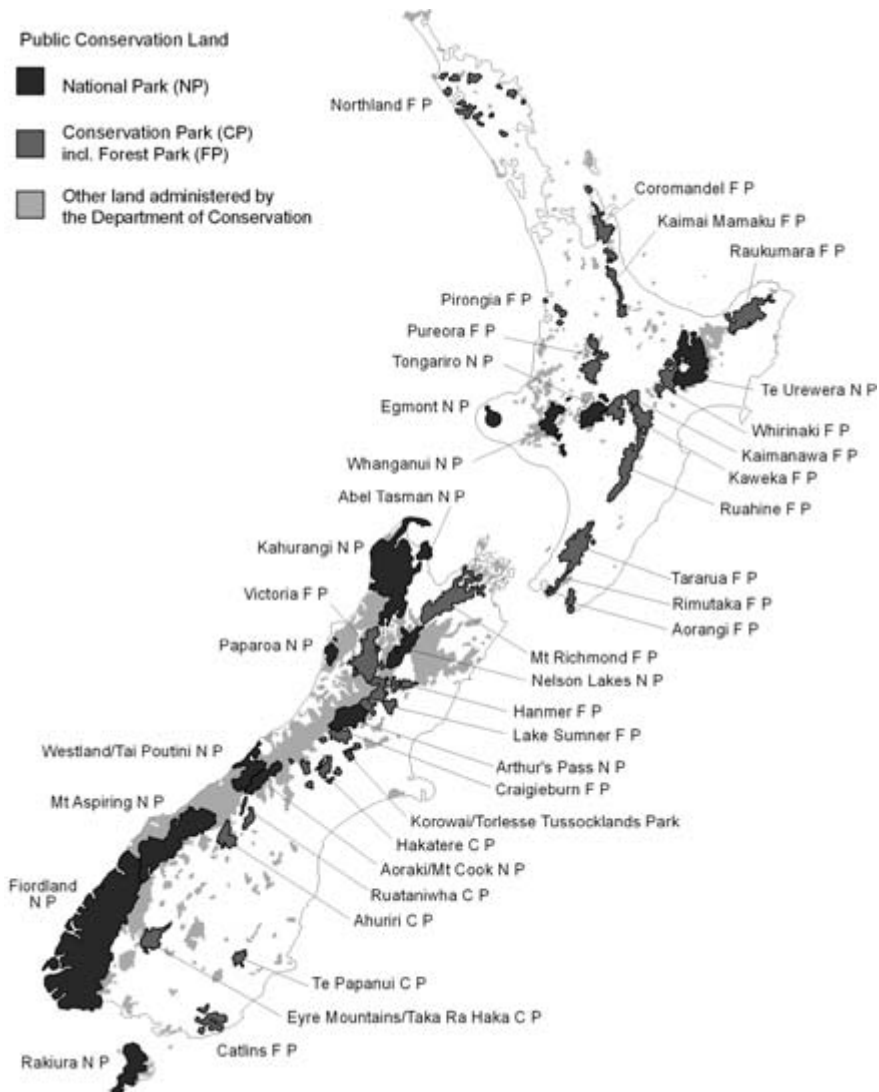 Public Conservation Land
National Park (NP)
Conservation Park (CP)
incl. Forest Park (FP)
Other land administered by
the Department of Conservation
Northland F P
Coromandel F P
Kaimai Mamaku F P
Raukumara F P
Pirongia F P
Pureora F P
Tongariro N P
Te Urewera N P
Egmont N P
Whirinaki F P
Kaimanawa F P
Whanganui N P
Kaweka F P
Abel Tasman N P
Ruahine F P
Kahurangi N P
Tararua F P
Victoria F P
Rimutaka F P
Aorangi F P
Paparoa N P
Mt Richmond F P
Nelson Lakes N P
Hanmer F P
Lake Sumner F P
Westland/Tai Poutini N P
Arthur's Pass N P
Craigieburn F P
Mt Aspiring N P
Korowai/Torlesse Tussocklands Park
Hakatere C P
Aoraki/Mt Cook N P
Fiordland
N P
Ruataniwha C P
Ahuriri C P
Te Papanui C P
Eyre Mountains/Taka Ra Haka C P
Catlins F P
Rakiura N P